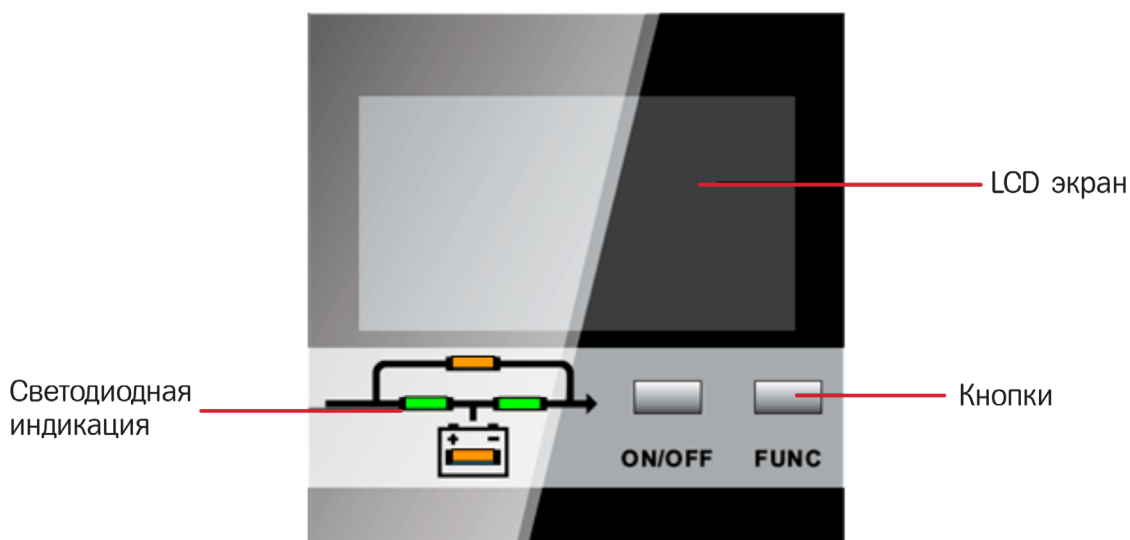 LCD экран
Светодиодная
индикация
Кнопки
+ −
ON/OFF FUNC